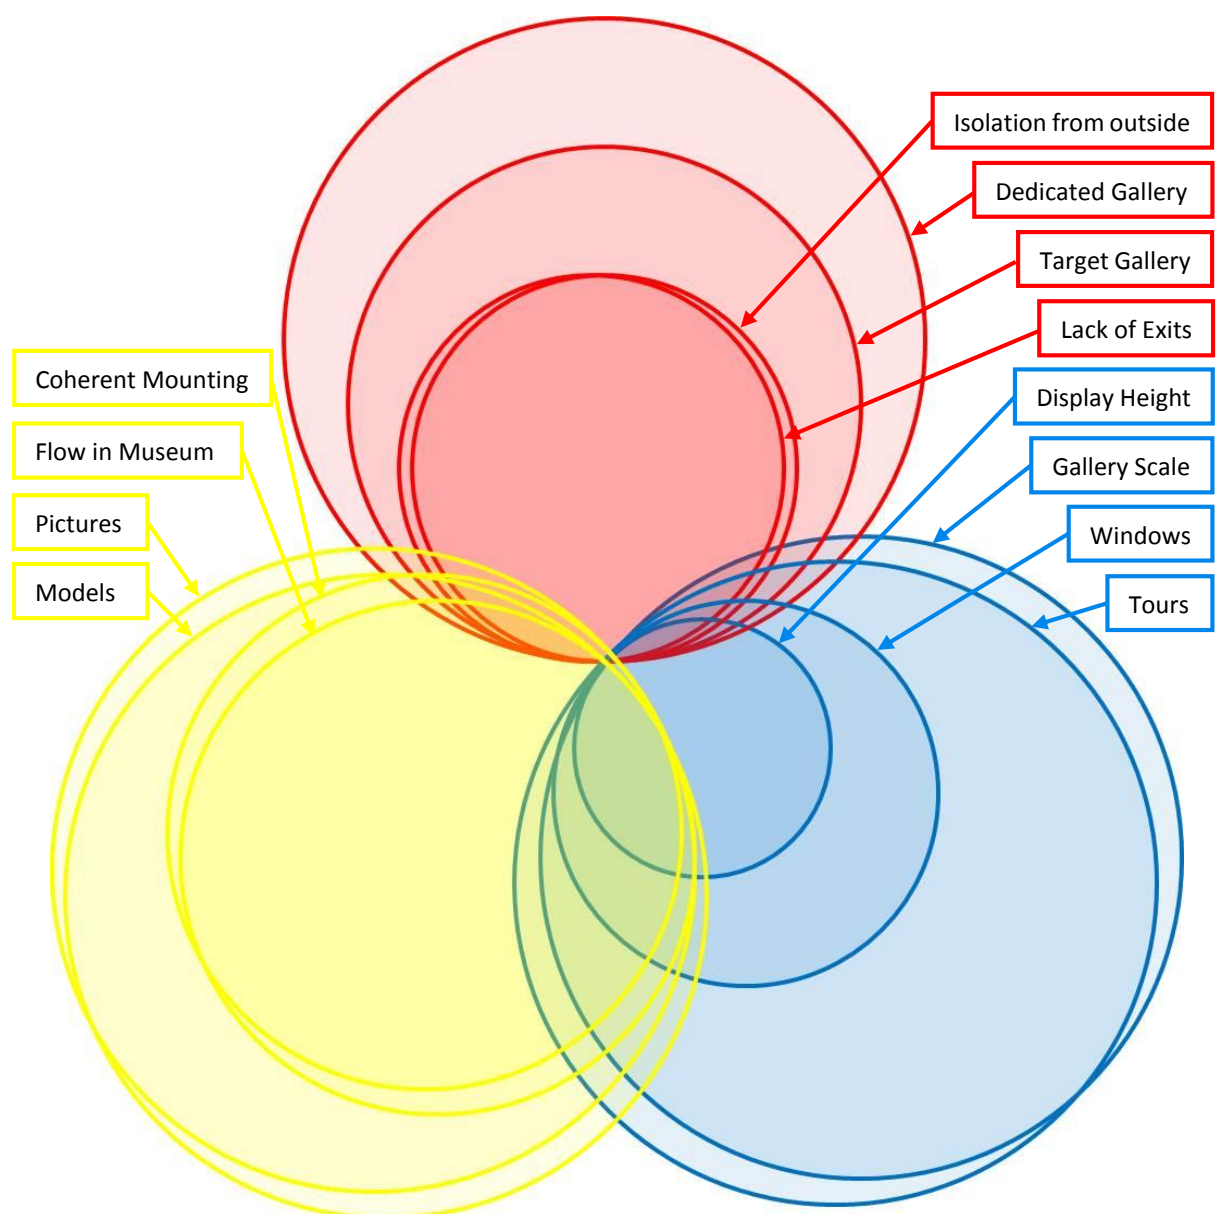 Isolation from outside
Dedicated Gallery
Target Gallery
Lack of Exits
Display Height
Gallery Scale
Windows
Tours
Coherent Mounting
Flow in Museum
Pictures
Models